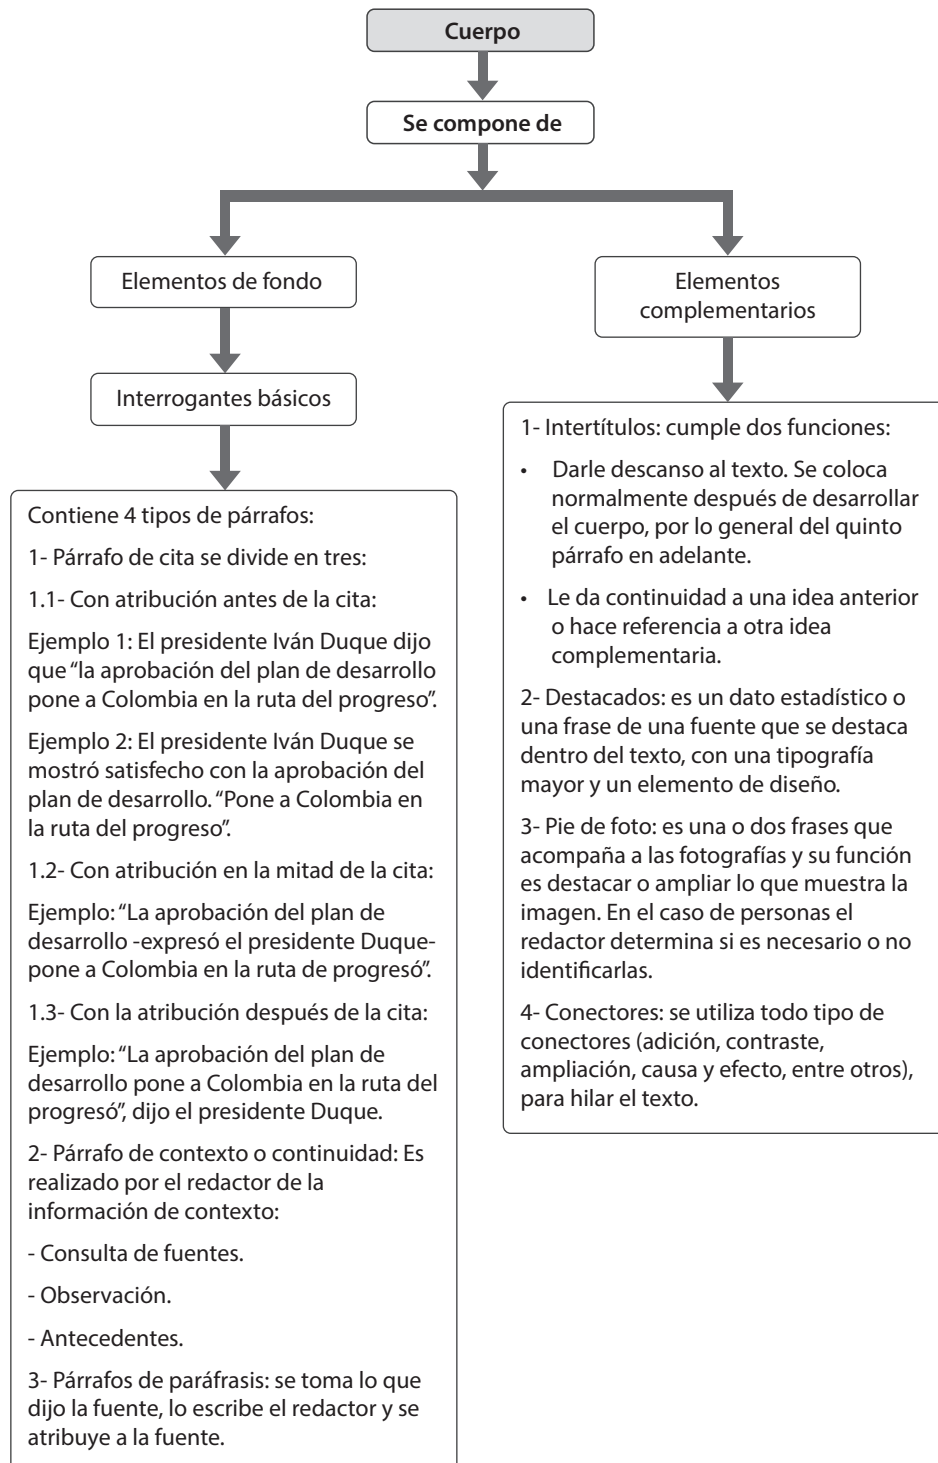 Cuerpo
Se compone de
Elementos de fondo
Interrogantes básicos
Contiene 4 tipos de párrafos:
1- Párrafo de cita se divide en tres:
1.1- Con atribución antes de la cita:
Ejemplo 1: El presidente Iván Duque dijo
que “la aprobación del plan de desarrollo
pone a Colombia en la ruta del progreso”.
Ejemplo 2: El presidente Iván Duque se
mostró satisfecho con la aprobación del
plan de desarrollo. “Pone a Colombia en
la ruta del progreso”.
1.2- Con atribución en la mitad de la cita:
Ejemplo: “La aprobación del plan de
desarrollo -expresó el presidente Duque-
pone a Colombia en la ruta de progresó”.
1.3- Con la atribución después de la cita:
Ejemplo: “La aprobación del plan de
desarrollo pone a Colombia en la ruta del
progresó”, dijo el presidente Duque.
2- Párrafo de contexto o continuidad: Es
realizado por el redactor de la
información de contexto:
- Consulta de fuentes.
- Observación.
- Antecedentes.
3- Párrafos de paráfrasis: se toma lo que
dijo la fuente, lo escribe el redactor y se
atribuye a la fuente.
Elementos
complementarios
1- Intertítulos: cumple dos funciones:
• Darle descanso al texto. Se coloca
normalmente después de desarrollar
el cuerpo, por lo general del quinto
párrafo en adelante.
• Le da continuidad a una idea anterior
o hace referencia a otra idea
complementaria.
2- Destacados: es un dato estadístico o
una frase de una fuente que se destaca
dentro del texto, con una tipografía
mayor y un elemento de diseño.
3- Pie de foto: es una o dos frases que
acompaña a las fotografías y su función
es destacar o ampliar lo que muestra la
imagen. En el caso de personas el
redactor determina si es necesario o no
identificarlas.
4- Conectores: se utiliza todo tipo de
conectores (adición, contraste,
ampliación, causa y efecto, entre otros),
para hilar el texto.